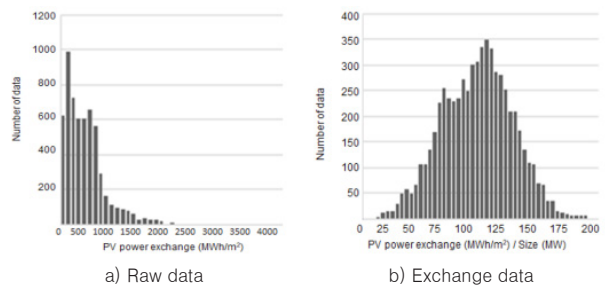 1200
1000
800
600
400
200
Number of data
0 500 1000 1500 2000 2500 3000 3500 4000
PV power exchange (MWh/m²)
a) Raw data
400
350
300
250
200
150
100
50
Number of data
0 25 50 75 100 125 150 175 200
PV power exchange (MWh/m²) / Size (MW)
b) Exchange data